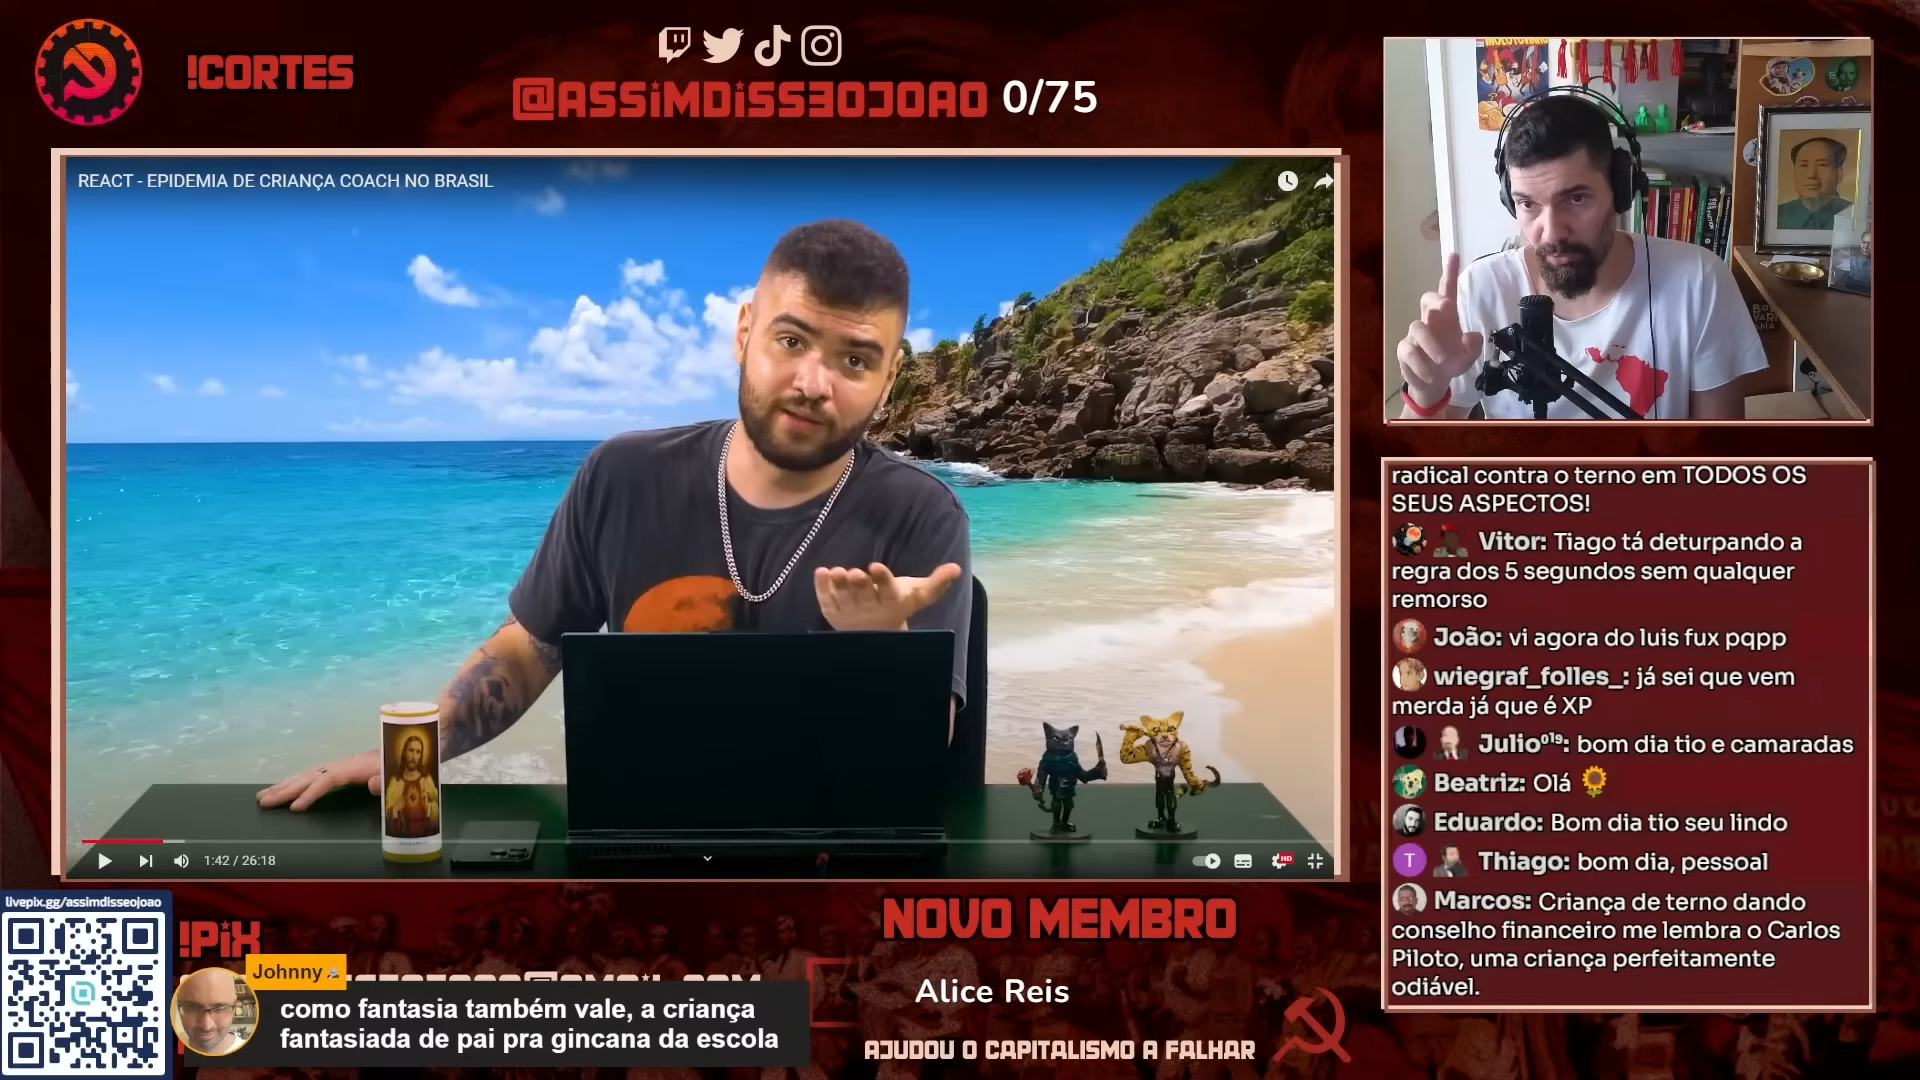 !CORTES
@ASSIMDISSEOJOAO 0/75
REACT - EPIDEMIA DE CRIANÇA COACH NO BRASIL
1:42 / 26:18
HD
radical contra o terno em TODOS OS
SEUS ASPECTOS!
Vitor: Tiago tá deturpando a
regra dos 5 segundos sem qualquer
remorso
João: vi agora do luis fux pqpp
wiegraf_folles_: já sei que vem
merda já que é XP
Julio⁰¹⁹: bom dia tio e camaradas
Beatriz: Olá 🌻
Eduardo: Bom dia tio seu lindo
T Thiago: bom dia, pessoal
Marcos: Criança de terno dando
conselho financeiro me lembra o Carlos
Piloto, uma criança perfeitamente
odiável.
livepix.gg/assimdisseojoao
!PIX
Johnny
como fantasia também vale, a criança
fantasiada de pai pra gincana da escola
NOVO MEMBRO
Alice Reis
AJUDOU O CAPITALISMO A FALHAR